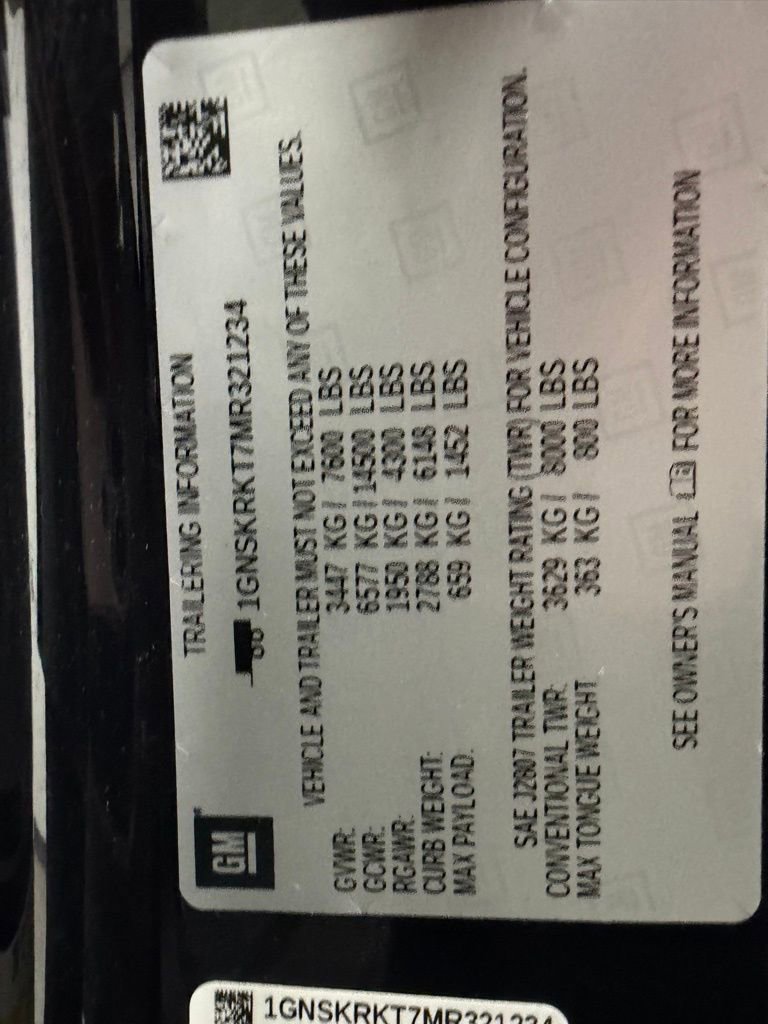 TRAILERING INFORMATION
GM
1GNSKRKT7MR321234
VEHICLE AND TRAILER MUST NOT EXCEED ANY OF THESE VALUES.
GVWR: 3447 KG / 7600 LBS
GCWR: 6577 KG / 14500 LBS
RGAWR: 1950 KG / 4300 LBS
CURB WEIGHT: 2788 KG / 6148 LBS
MAX PAYLOAD: 659 KG / 1452 LBS
SAE J2807 TRAILER WEIGHT RATING (TWR) FOR VEHICLE CONFIGURATION.
CONVENTIONAL TWR: 3629 KG / 8000 LBS
MAX TONGUE WEIGHT 363 KG / 800 LBS
SEE OWNER'S MANUAL FOR MORE INFORMATION
1GNSKRKT7MR321234